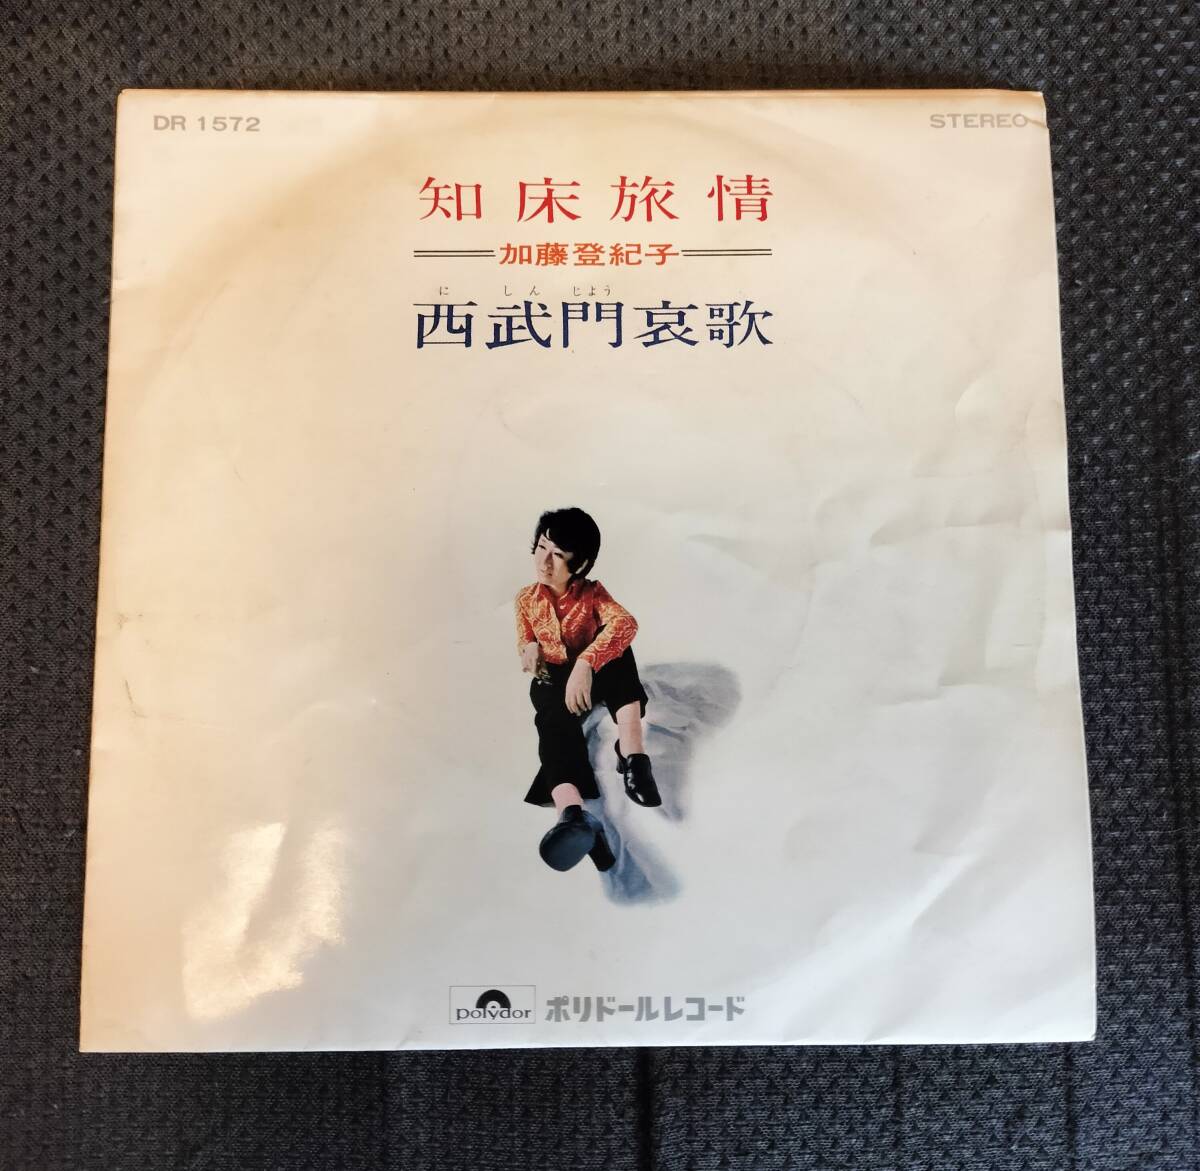 DR 1572 STEREO
知床旅情
加藤登紀子
にしんじよう
西武門哀歌
polydor ポリドールレコード